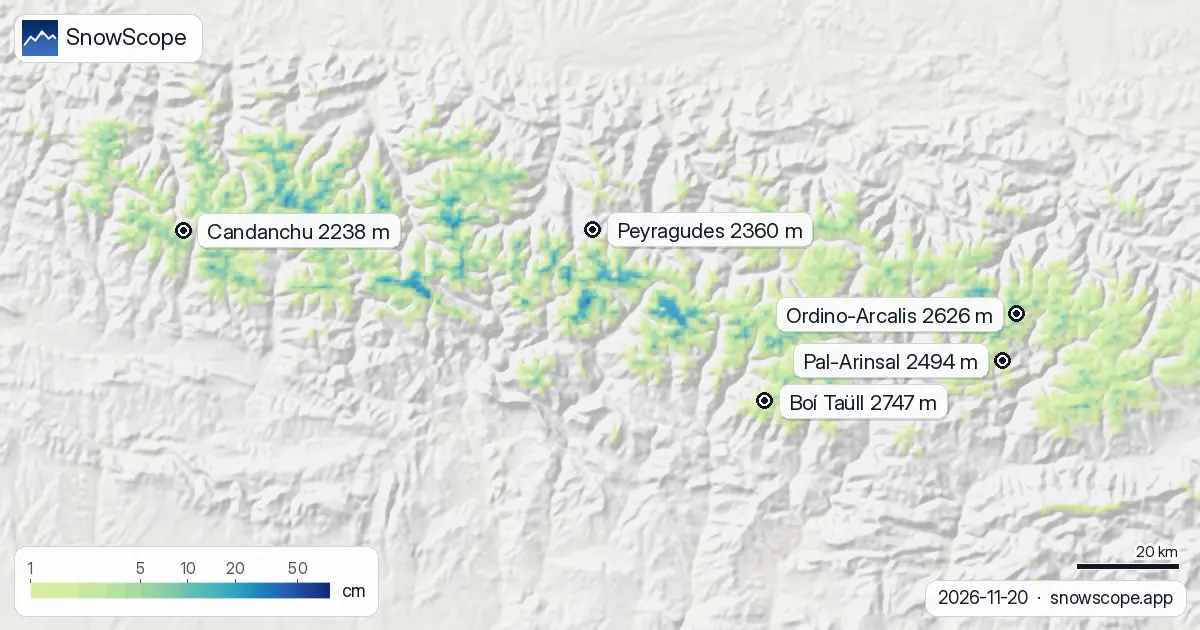 SnowScope
Candanchu 2238 m
Peyragudes 2360 m
Ordino-Arcalis 2626 m
Pal-Arinsal 2494 m
Boí Taüll 2747 m
1 5 10 20 50
cm
20 km
2026-11-20 · snowscope.app